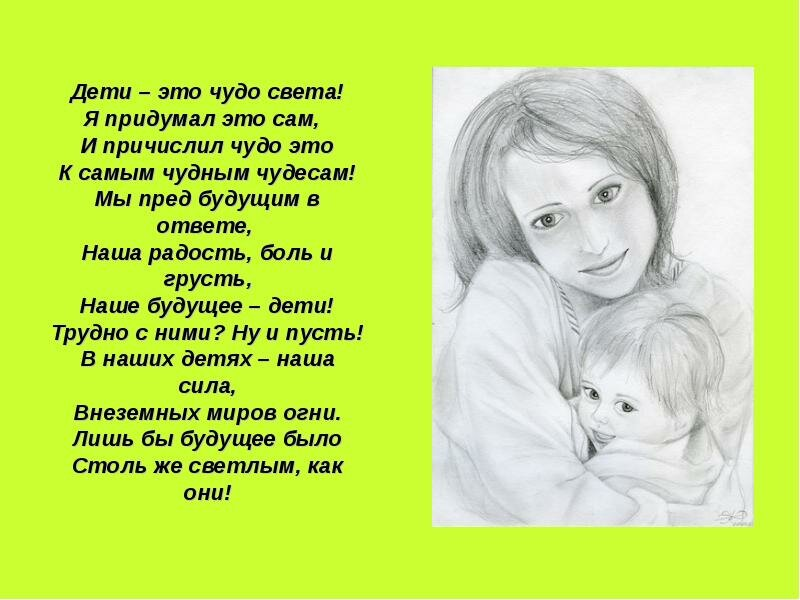 Дети – это чудо света!
Я придумал это сам,
И причислил чудо это
К самым чудным чудесам!
Мы пред будущим в
ответе,
Наша радость, боль и
грусть,
Наше будущее – дети!
Трудно с ними? Ну и пусть!
В наших детях – наша
сила,
Внеземных миров огни.
Лишь бы будущее было
Столь же светлым, как
они!